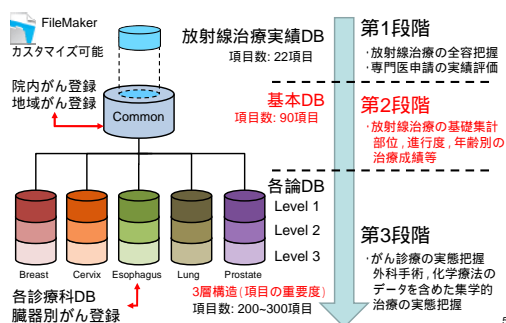 FileMaker
カスタマイズ可能
放射線治療実績DB
項目数: 22項目
第1段階
・放射線治療の全容把握
・専門医申請の実績評価
院内がん登録
地域がん登録
Common
基本DB
項目数: 90項目
第2段階
・放射線治療の基礎集計
部位，進行度，年齢別の
治療成績等
各論DB
Level 1
Level 2
Level 3
Breast
Cervix
Esophagus
Lung
Prostate
第3段階
・がん診療の実態把握
外科手術，化学療法の
データを含めた集学的
治療の実態把握
各診療科DB
臓器別がん登録
3層構造（項目の重要度）
項目数: 200~300項目